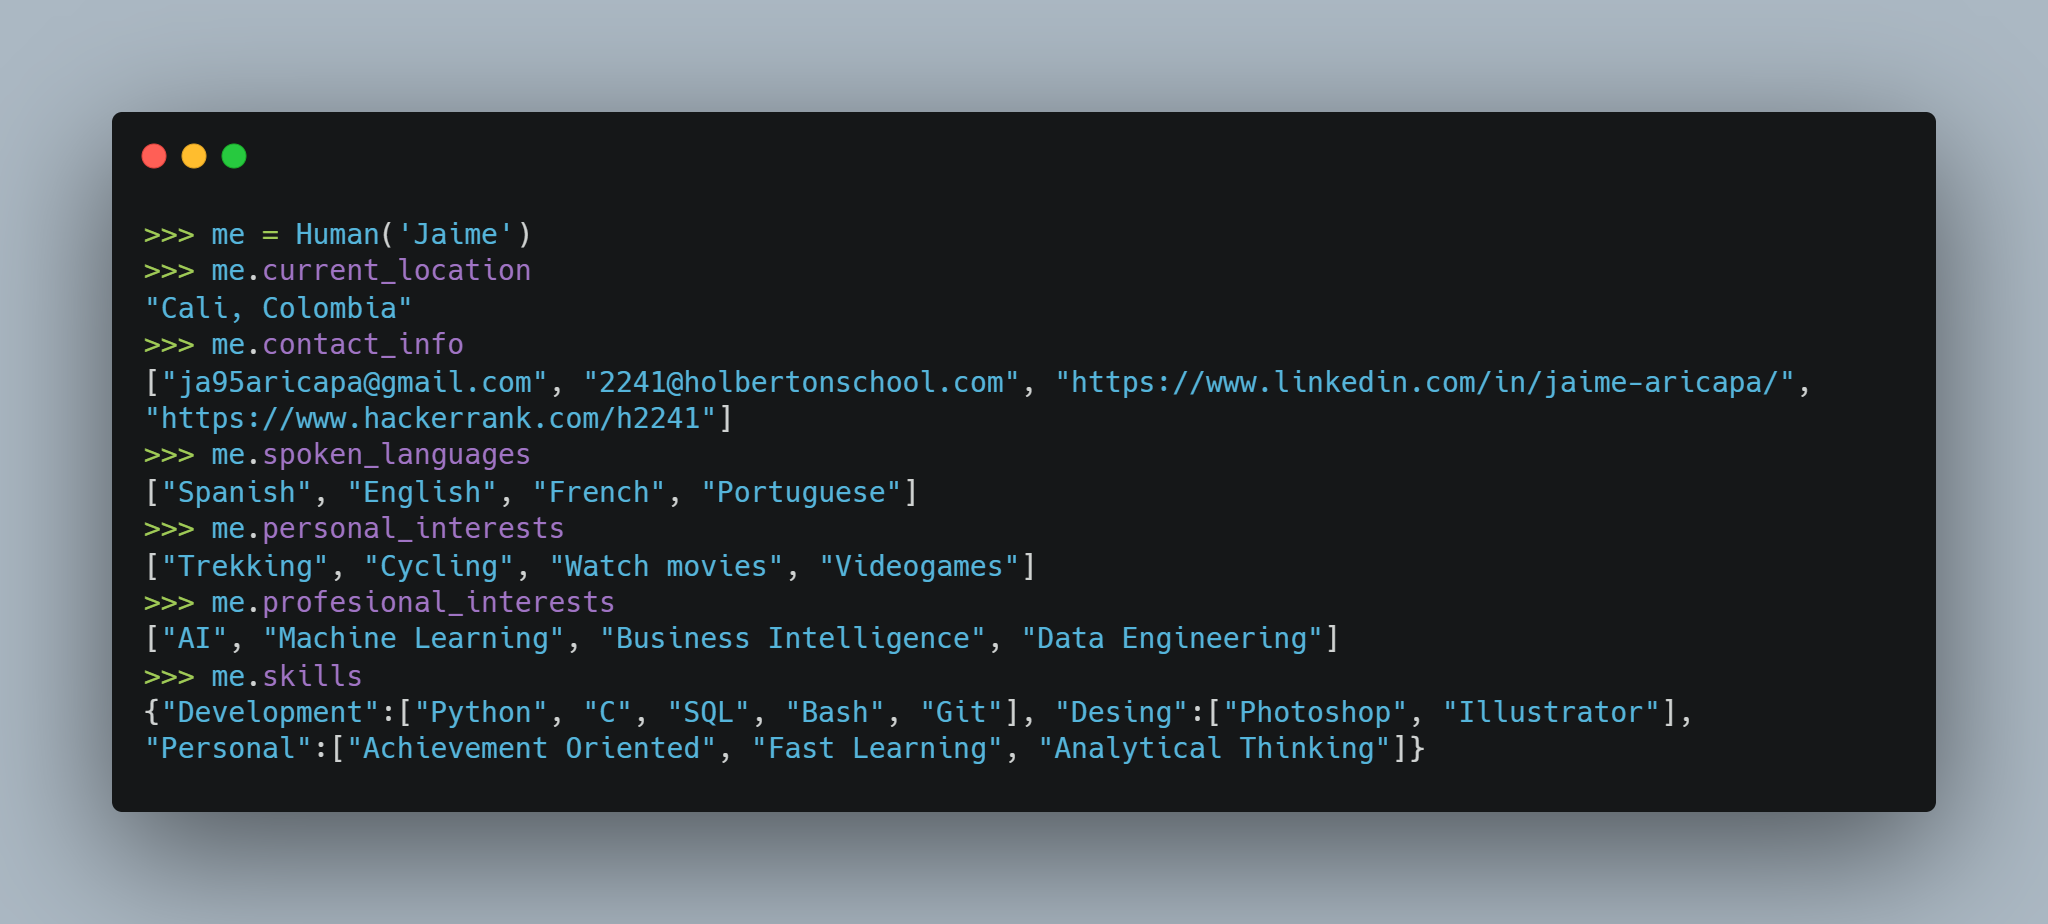 >>> me = Human('Jaime')
>>> me.current_location
"Cali, Colombia"
>>> me.contact_info
["ja95aricapa@gmail.com", "2241@holbertonschool.com", "https://www.linkedin.com/in/jaime-aricapa/",
"https://www.hackerrank.com/h2241"]
>>> me.spoken_languages
["Spanish", "English", "French", "Portuguese"]
>>> me.personal_interests
["Trekking", "Cycling", "Watch movies", "Videogames"]
>>> me.profesional_interests
["AI", "Machine Learning", "Business Intelligence", "Data Engineering"]
>>> me.skills
{"Development":["Python", "C", "SQL", "Bash", "Git"], "Desing":["Photoshop", "Illustrator"],
"Personal":["Achievement Oriented", "Fast Learning", "Analytical Thinking"]}